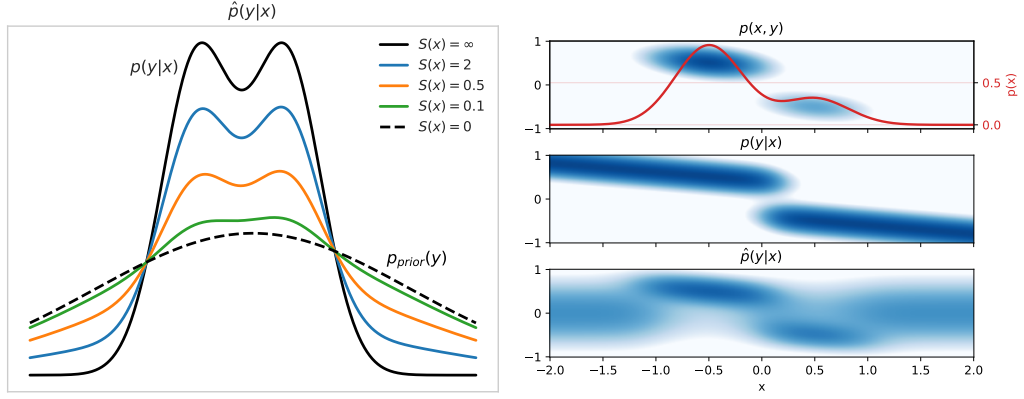 p̂(y|x)
p(y|x)
S(x) = ∞
S(x) = 2
S(x) = 0.5
S(x) = 0.1
S(x) = 0
p_prior(y)
p(x, y)
1
0
−1
0.5
0.0
p(x)
p(y|x)
1
0
−1
p̂(y|x)
1
0
−1
−2.0 −1.5 −1.0 −0.5 0.0 0.5 1.0 1.5 2.0
x